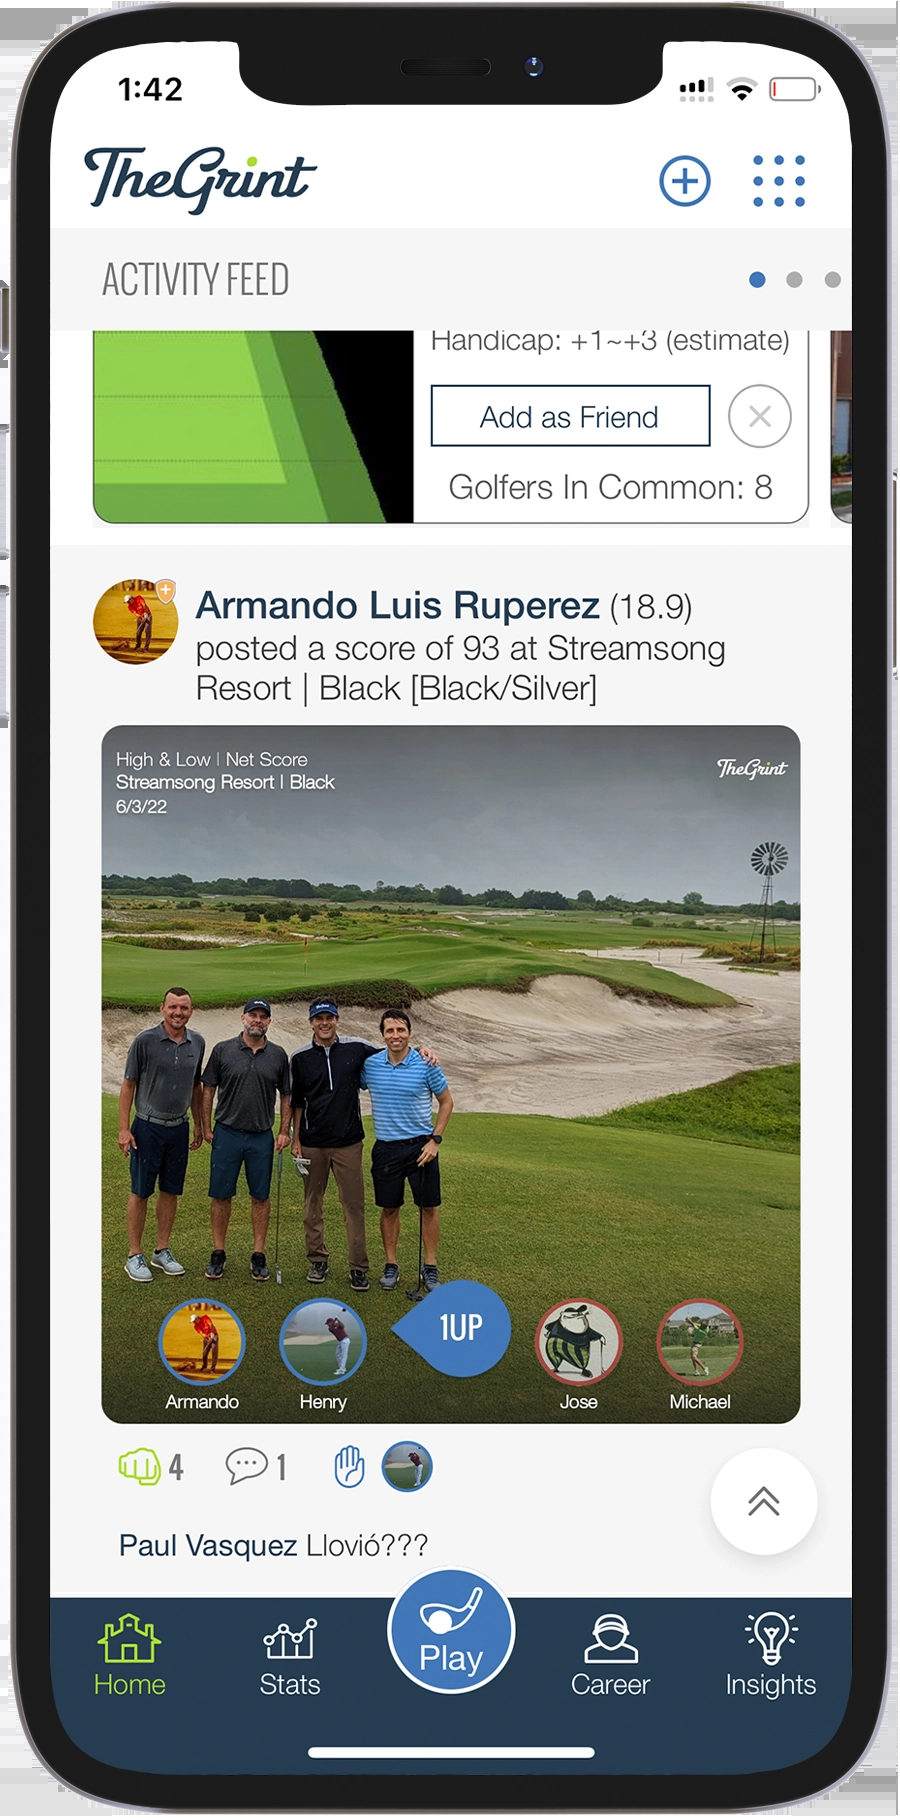 1:42
TheGrint
ACTIVITY FEED
Handicap: +1~+3 (estimate)
Add as Friend
Golfers In Common: 8
Armando Luis Ruperez (18.9)
posted a score of 93 at Streamsong
Resort | Black [Black/Silver]
High & Low | Net Score
Streamsong Resort | Black
6/3/22
TheGrint
1UP
Armando
Henry
Jose
Michael
4
1
Paul Vasquez Llovió???
Play
Home
Stats
Career
Insights